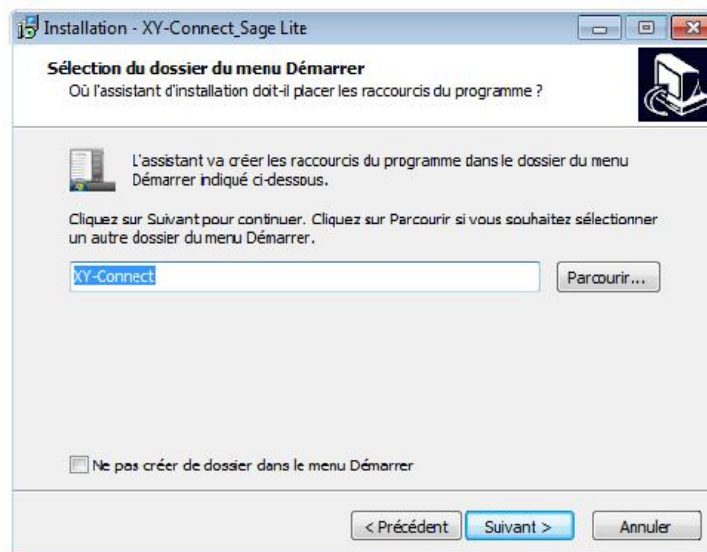 Installation - XY-Connect_Sage Lite
Sélection du dossier du menu Démarrer
Où l'assistant d'installation doit-il placer les raccourcis du programme ?
L'assistant va créer les raccourcis du programme dans le dossier du menu
Démarrer indiqué ci-dessous.
Cliquez sur Suivant pour continuer. Cliquez sur Parcourir si vous souhaitez sélectionner
un autre dossier du menu Démarrer.
XY-Connect
Parcourir...
Ne pas créer de dossier dans le menu Démarrer
< Précédent
Suivant >
Annuler